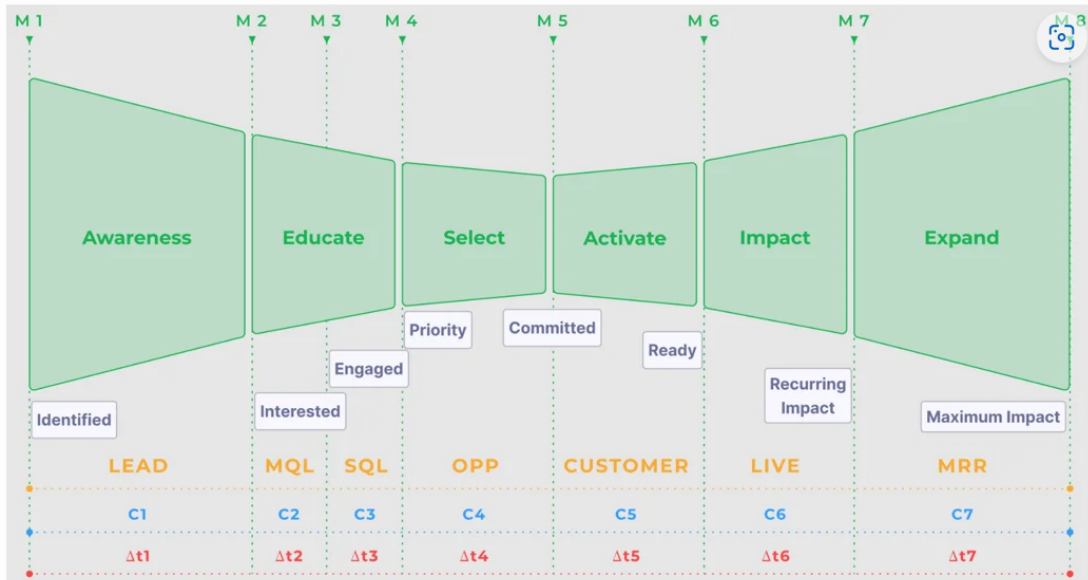 M 1 M 2 M 3 M 4 M 5 M 6 M 7 M 8
Awareness Educate Select Activate Impact Expand
Priority Committed
Ready
Engaged
Recurring
Impact
Interested
Identified Maximum Impact
LEAD MQL SQL OPP CUSTOMER LIVE MRR
C1 C2 C3 C4 C5 C6 C7
Δt1 Δt2 Δt3 Δt4 Δt5 Δt6 Δt7